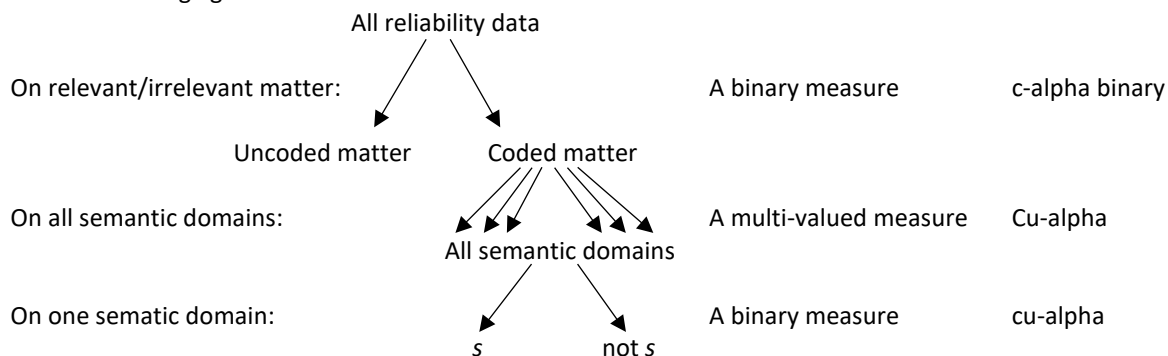 All reliability data
On relevant/irrelevant matter: A binary measure c-alpha binary
Uncoded matter Coded matter
On all semantic domains: A multi-valued measure Cu-alpha
All semantic domains
On one sematic domain: A binary measure cu-alpha
s not s